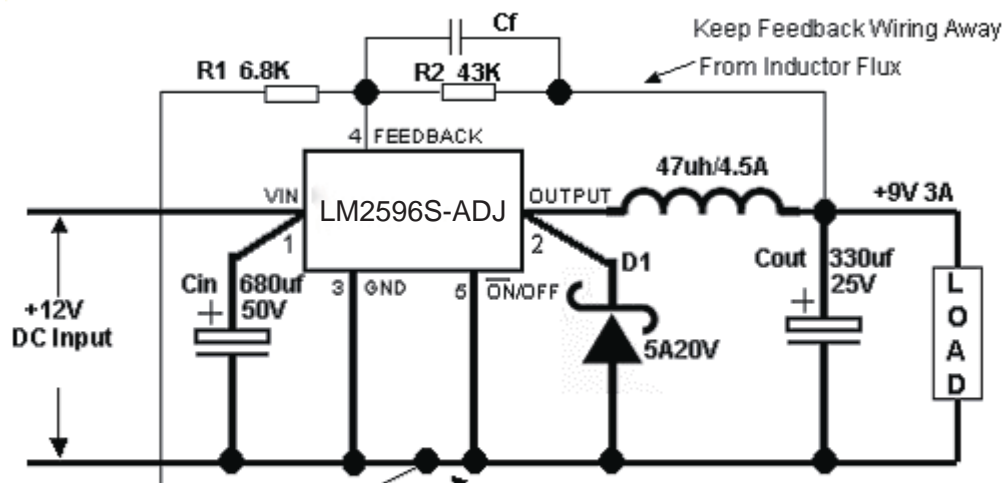 Cf
Keep Feedback Wiring Away
From Inductor Flux
R1 6.8K
R2 43K
4 FEEDBACK
47uh/4.5A
VIN
LM2596S-ADJ
OUTPUT
+9V 3A
1
2
Cin
680uf
50V
+
3 GND
5 ON/OFF
D1
Cout
330uf
25V
+
+12V
DC Input
5A20V
LOAD